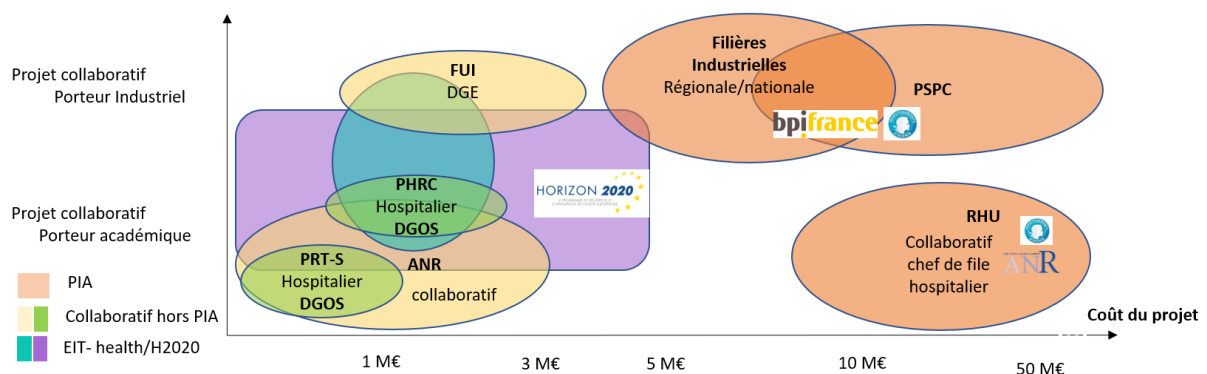 Projet collaboratif
Porteur Industriel
FUI
DGE
Filières
Industrielles
Régionale/nationale
PSPC
bpifrance
HORIZON 2020
PHRC
Hospitalier
DGOS
Projet collaboratif
Porteur académique
PRT-S
Hospitalier
DGOS
ANR
collaboratif
RHU
Collaboratif
chef de file
hospitalier
ANR
PIA
Collaboratif hors PIA
EIT- health/H2020
Coût du projet
1 M€
3 M€
5 M€
10 M€
50 M€